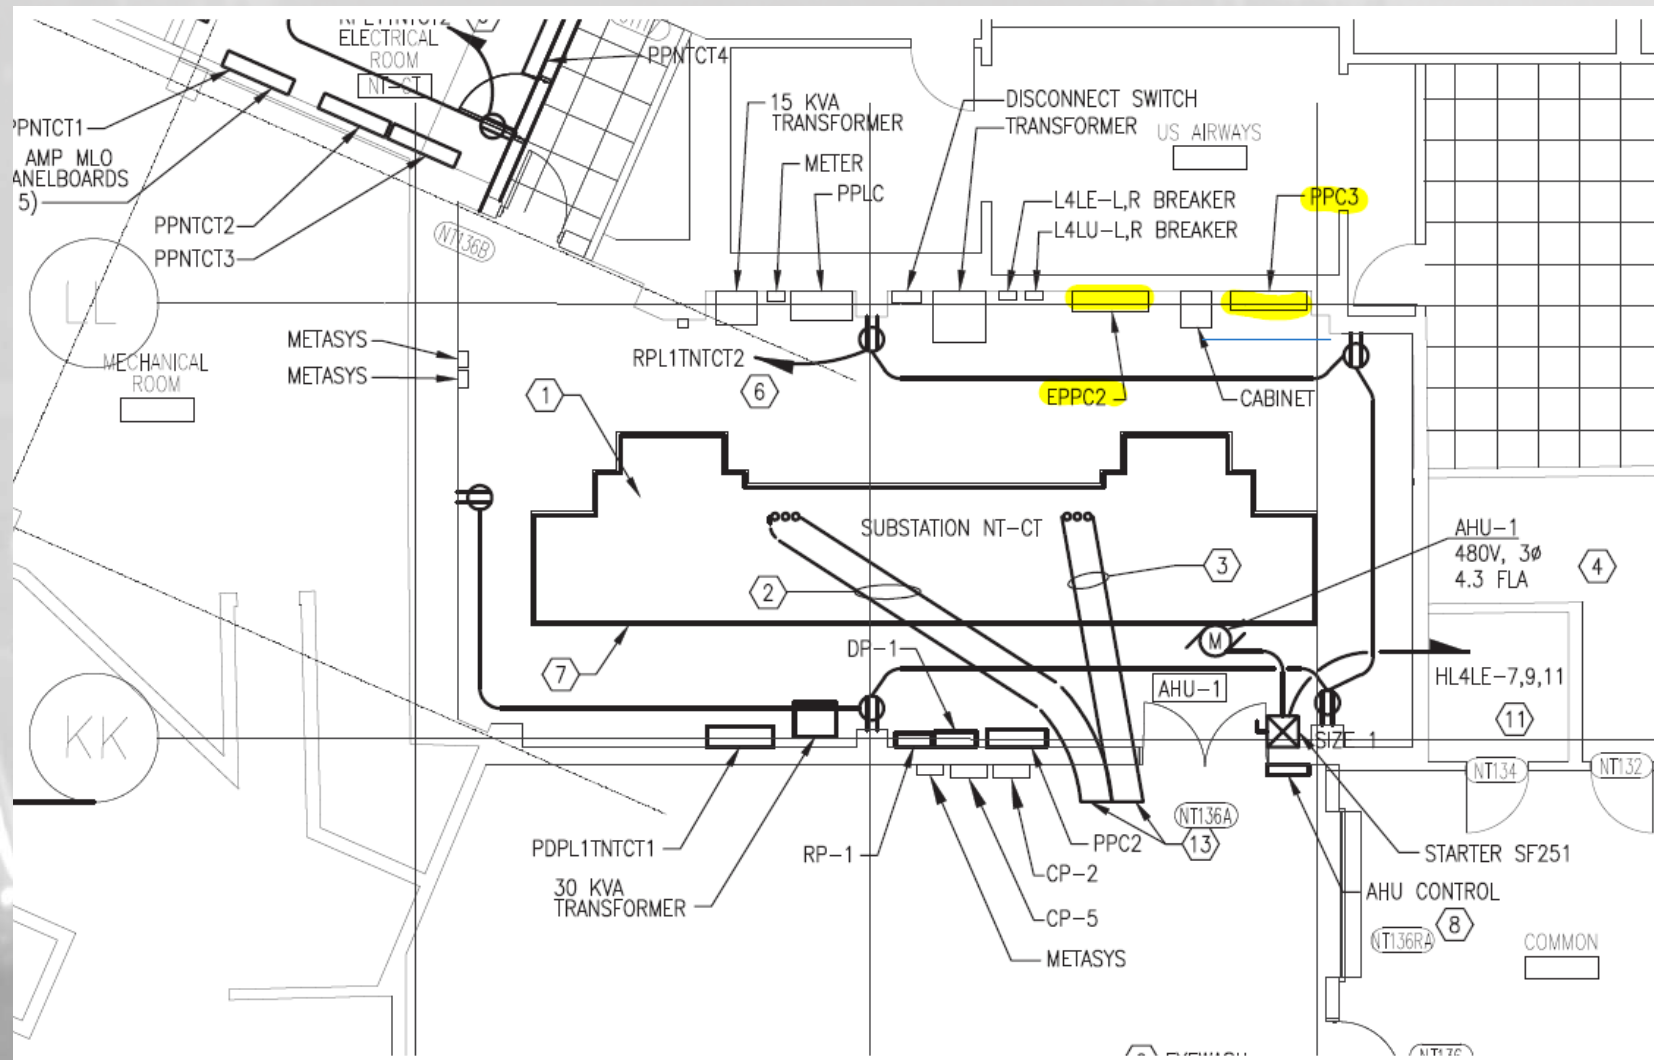 ELECTRICAL
ROOM
NT-CT
PPNTCT4
PPNTCT1
AMP MLO
ANELBOARDS
5)
PPNTCT2
PPNTCT3
NT136B
15 KVA
TRANSFORMER
METER
PPLC
DISCONNECT SWITCH
TRANSFORMER
US AIRWAYS
L4LE-L,R BREAKER
L4LU-L,R BREAKER
PPC3
LL
METASYS
METASYS
MECHANICAL
ROOM
RPL1TNTCT2
6
1
EPPC2
CABINET
SUBSTATION NT-CT
2
3
AHU-1
480V, 3ø
4.3 FLA
4
M
7
DP-1
AHU-1
HL4LE-7,9,11
11
KK
SIZE 1
NT134
NT132
NT136A
PDPL1TNTCT1
RP-1
PPC2
13
CP-2
CP-5
METASYS
30 KVA
TRANSFORMER
STARTER SF251
AHU CONTROL
8
NT136RA
COMMON